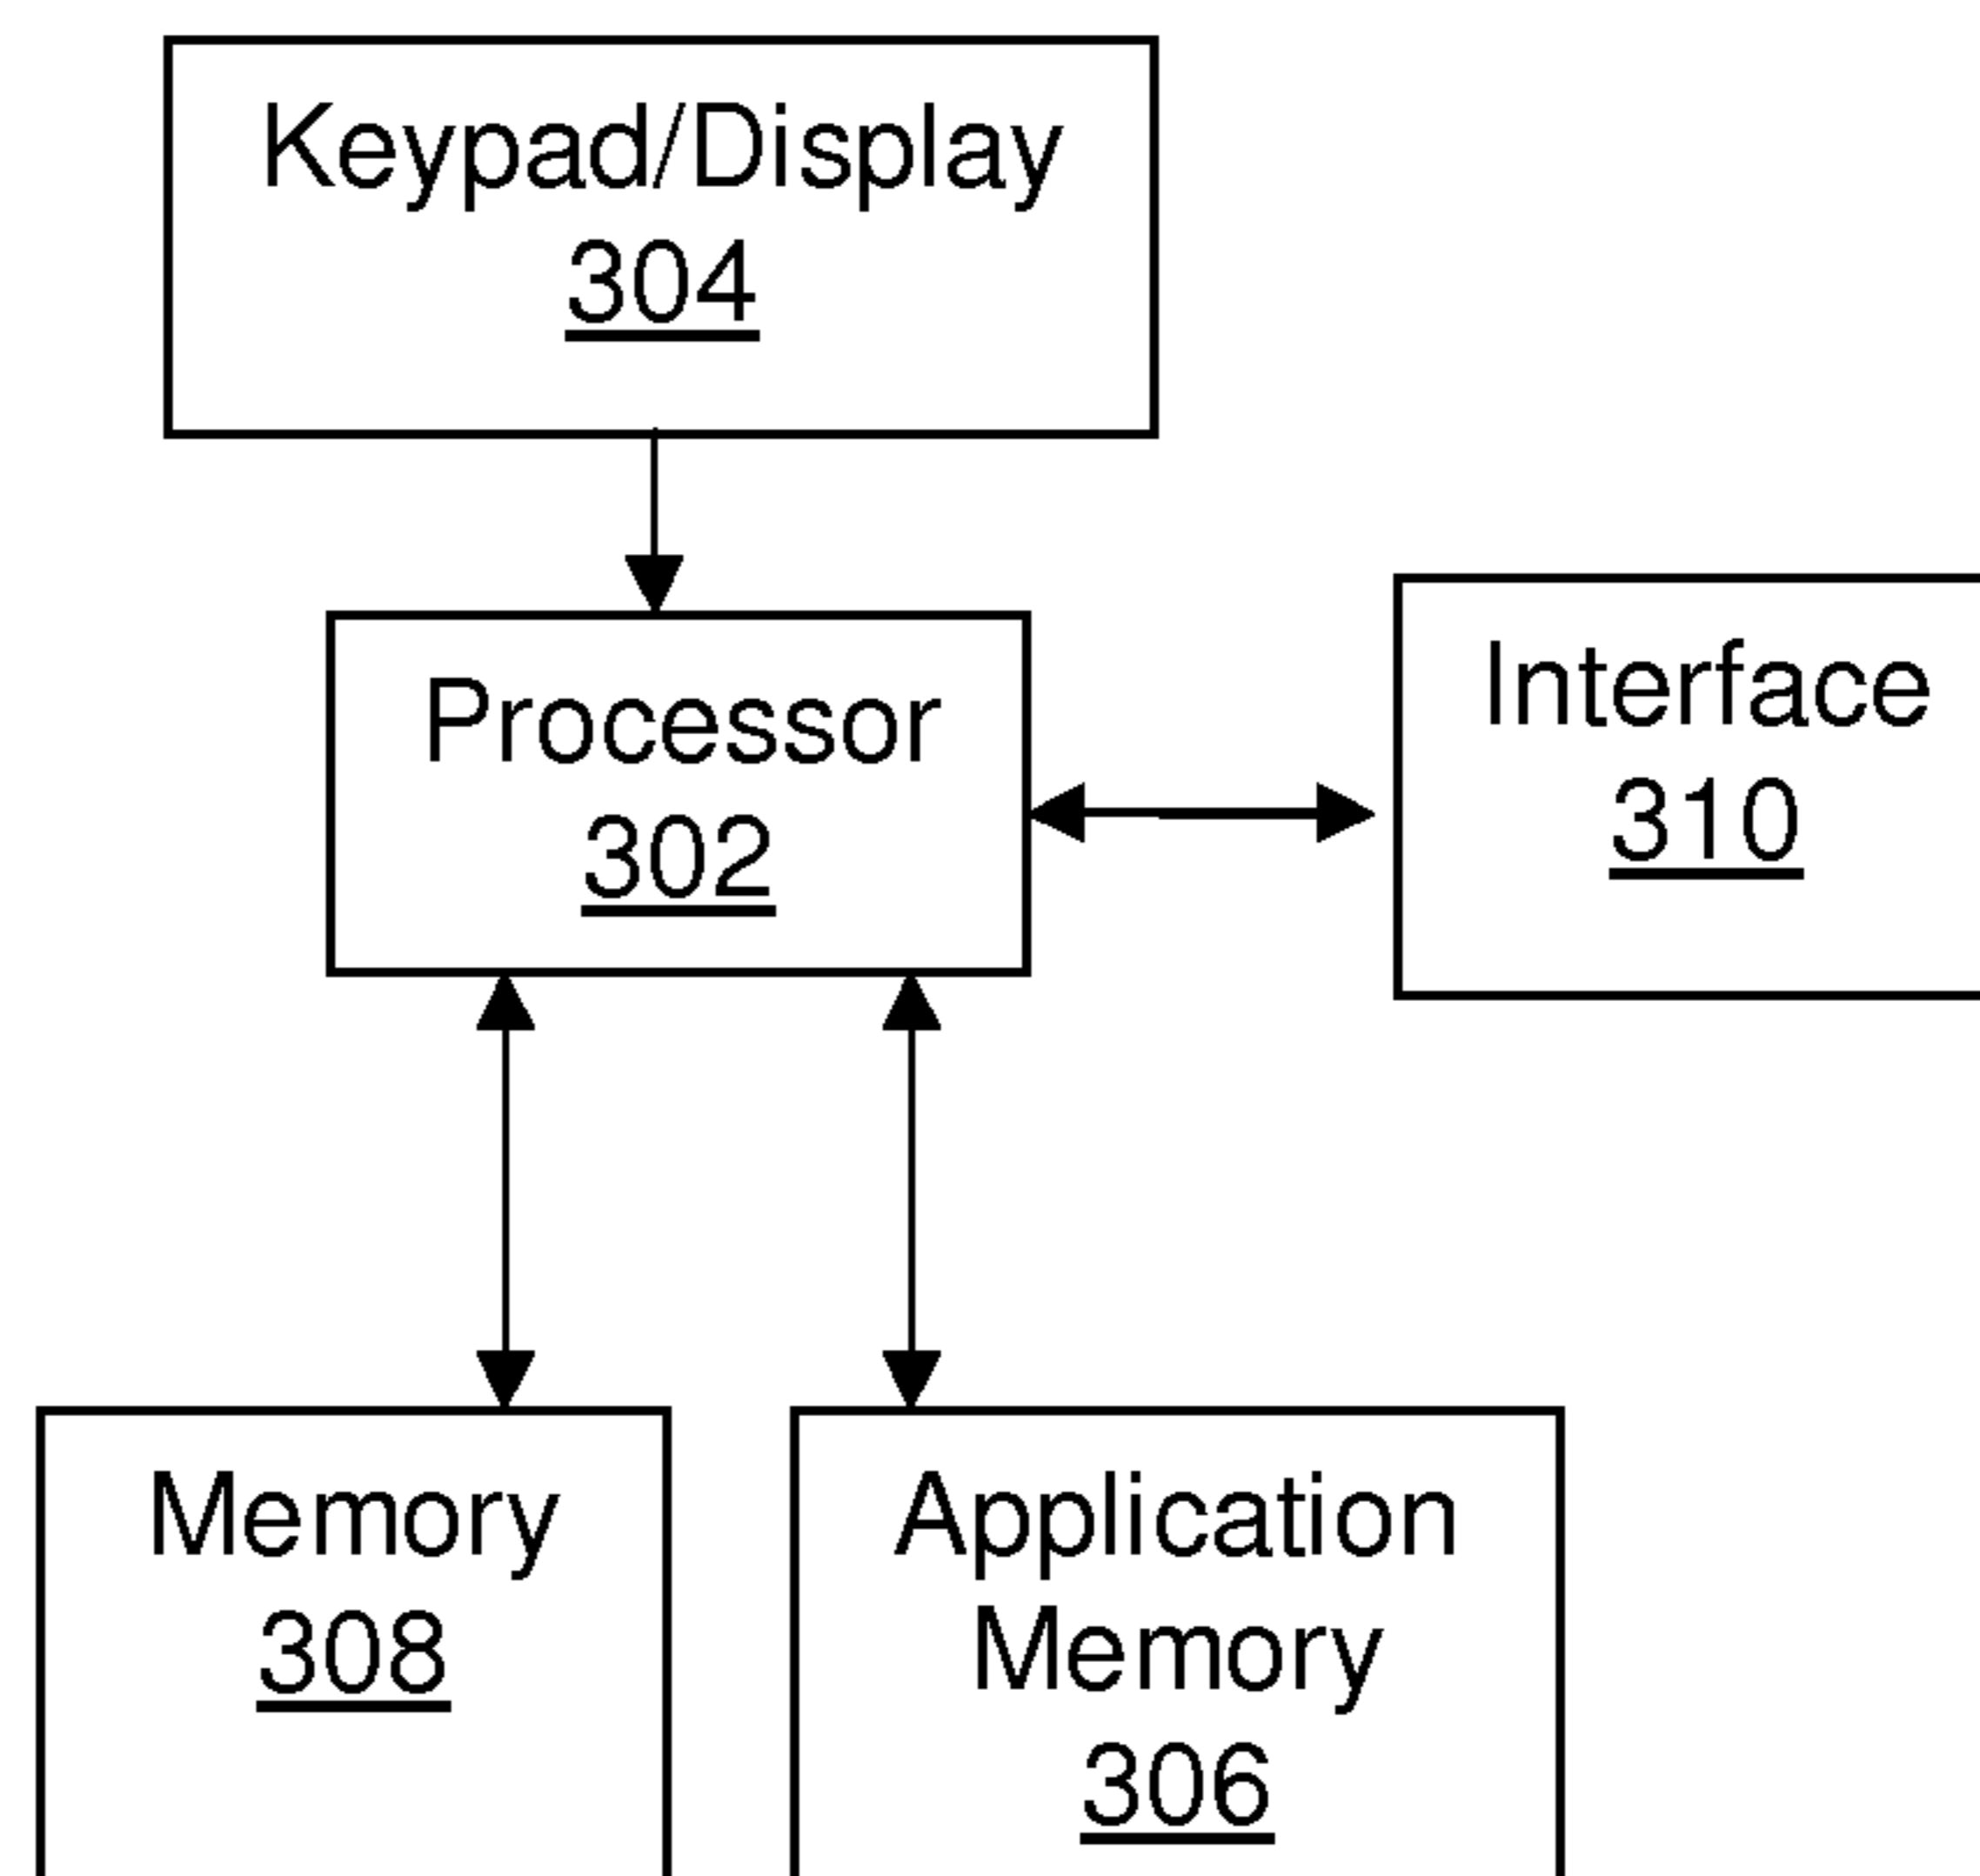 Keypad/Display
304
Processor
302
Interface
310
Memory
308
Application
Memory
306